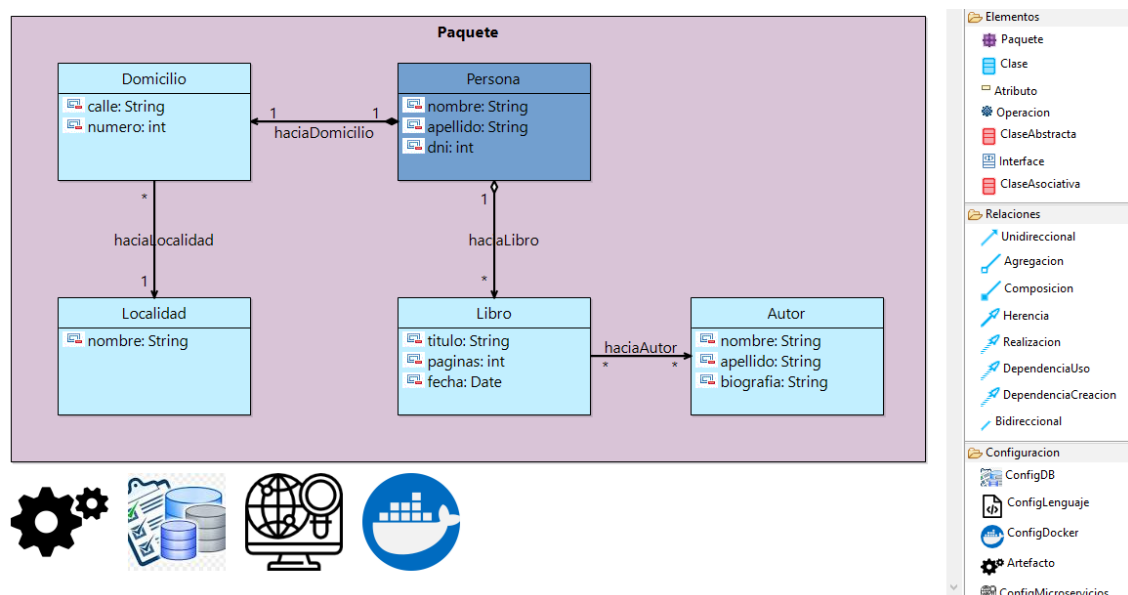 Paquete
Domicilio
calle: String
numero: int
Persona
nombre: String
apellido: String
dni: int
1
1
haciaDomicilio
*
haciaLocalidad
1
1
haciaLibro
*
Localidad
nombre: String
Libro
titulo: String
paginas: int
fecha: Date
haciaAutor
*
*
Autor
nombre: String
apellido: String
biografia: String
Elementos
Paquete
Clase
Atributo
Operacion
ClaseAbstracta
Interface
ClaseAsociativa
Relaciones
Unidireccional
Agregacion
Composicion
Herencia
Realizacion
DependenciaUso
DependenciaCreacion
Bidireccional
Configuracion
ConfigDB
ConfigLenguaje
ConfigDocker
Artefacto
ConfigMicroservicios